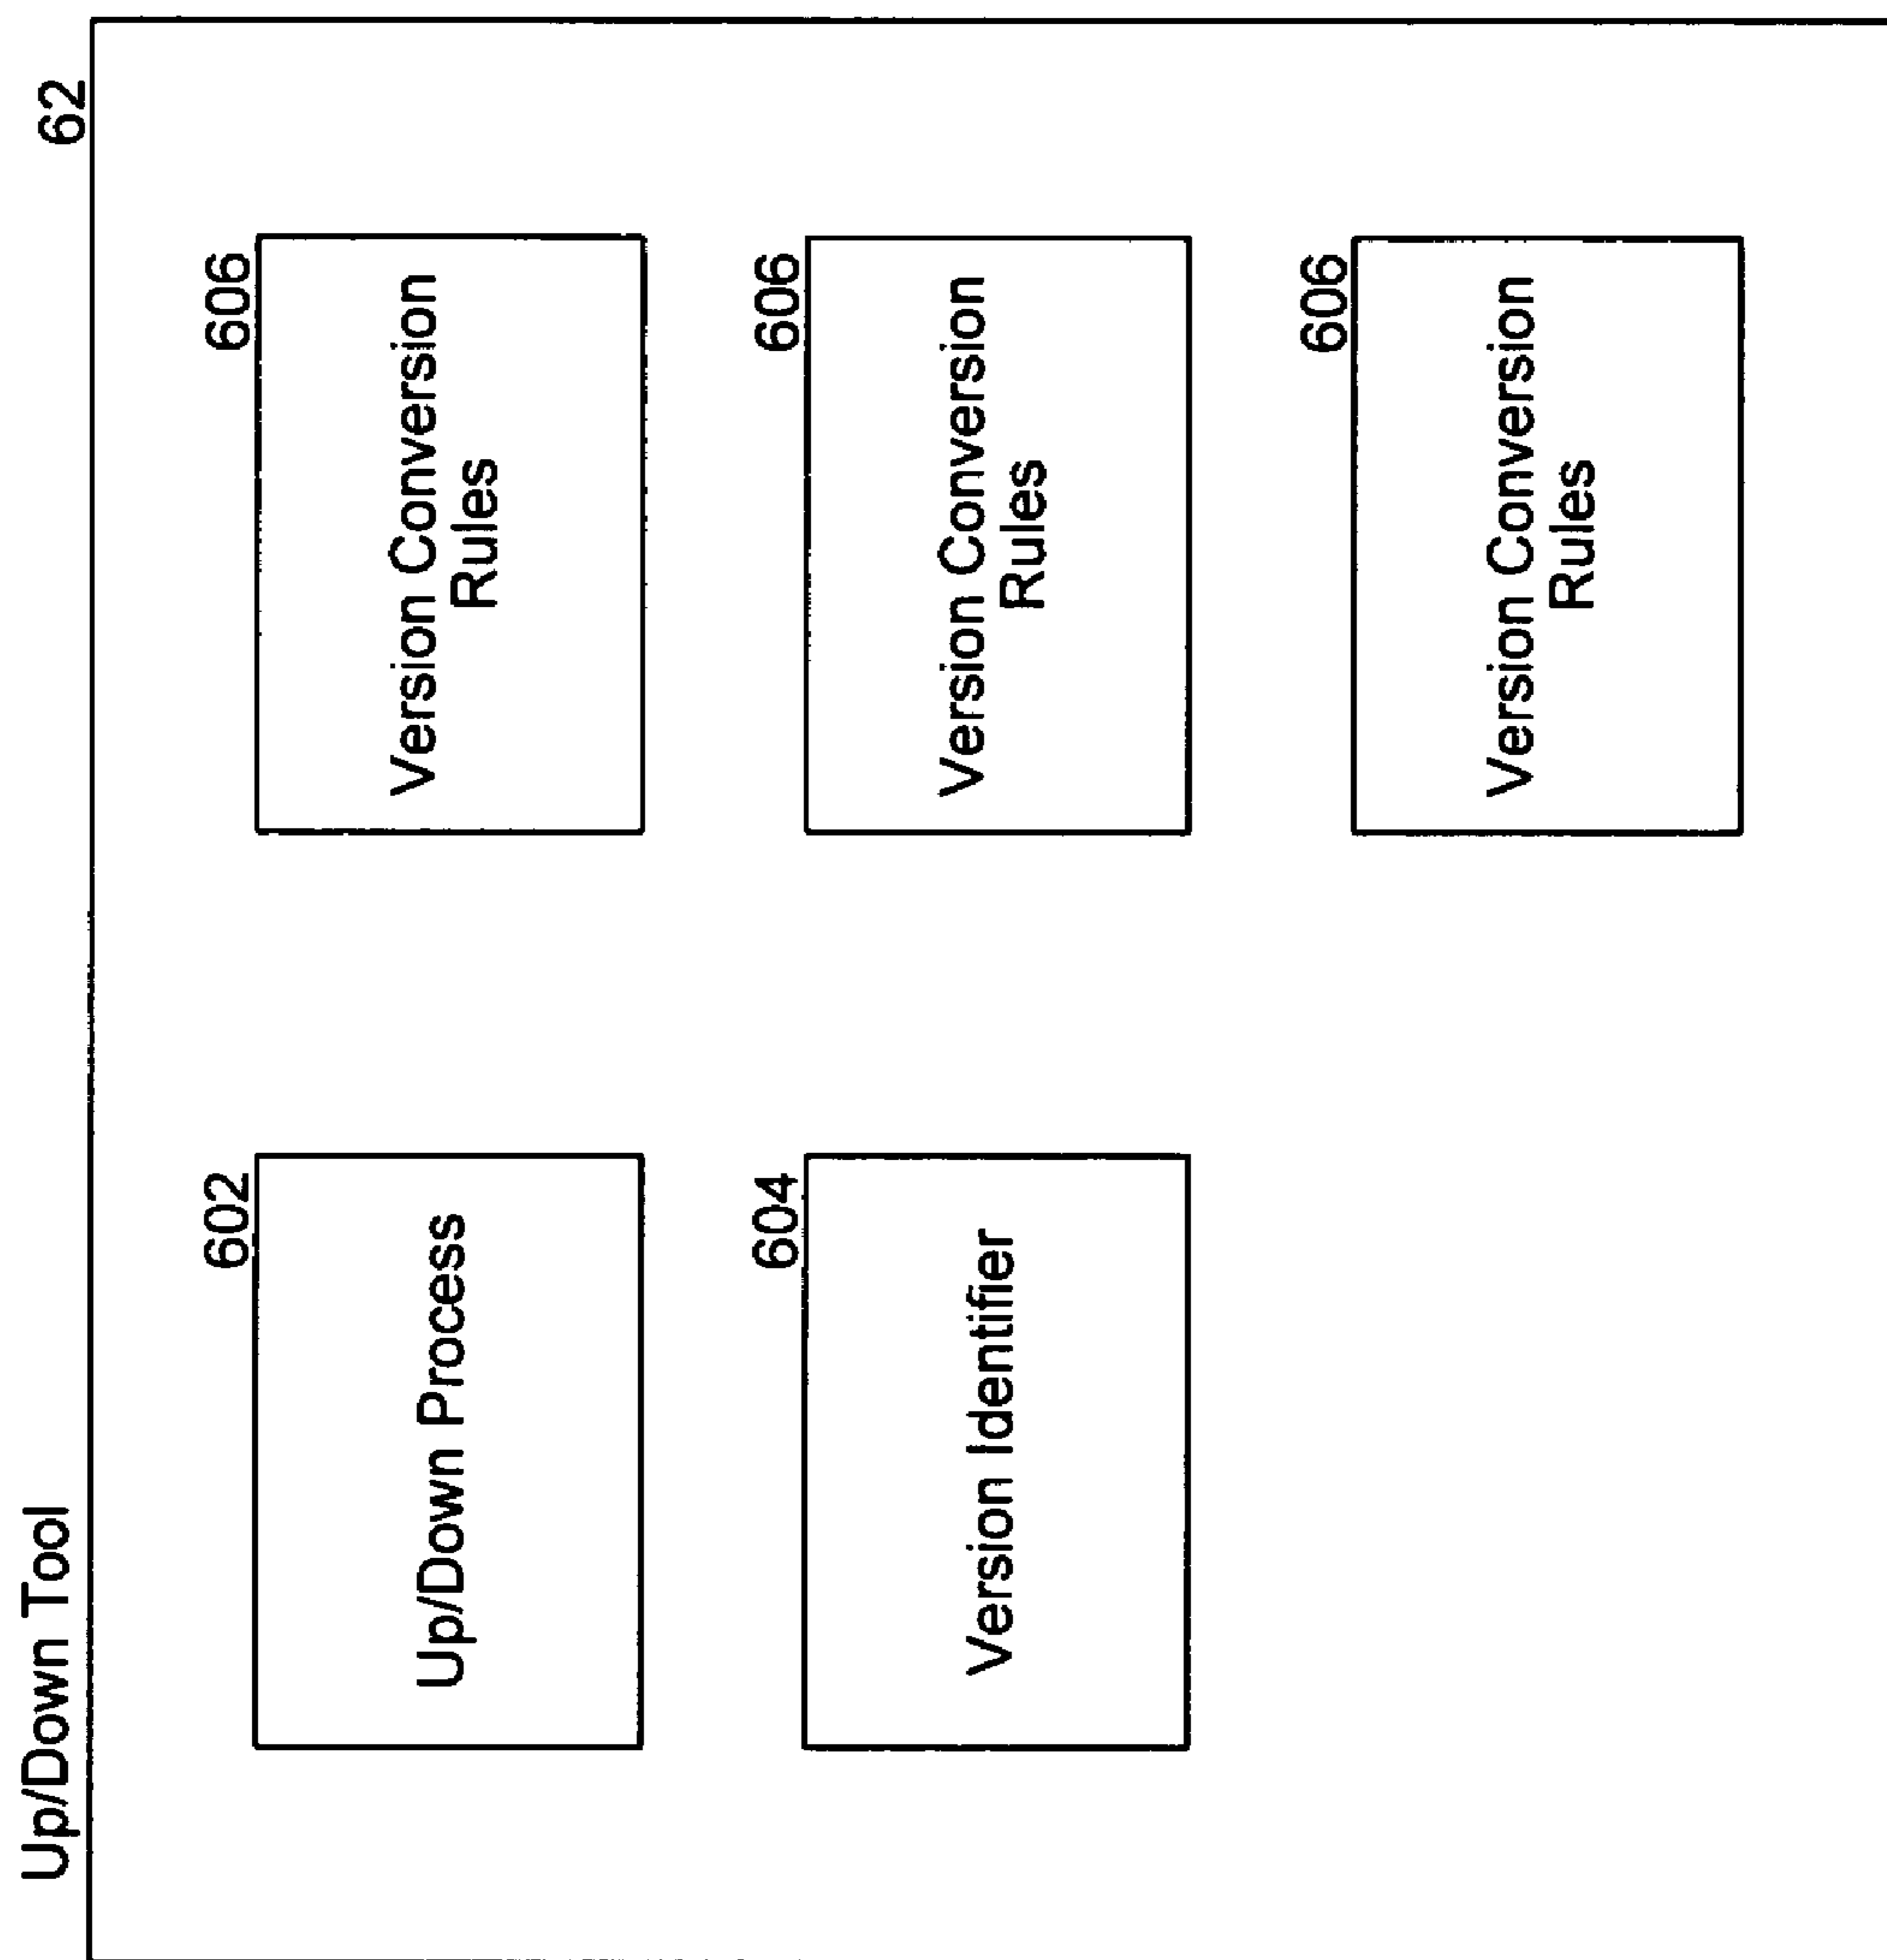 Up/Down Tool
62
602
Up/Down Process
606
Version Conversion
Rules
604
Version Identifier
606
Version Conversion
Rules
606
Version Conversion
Rules